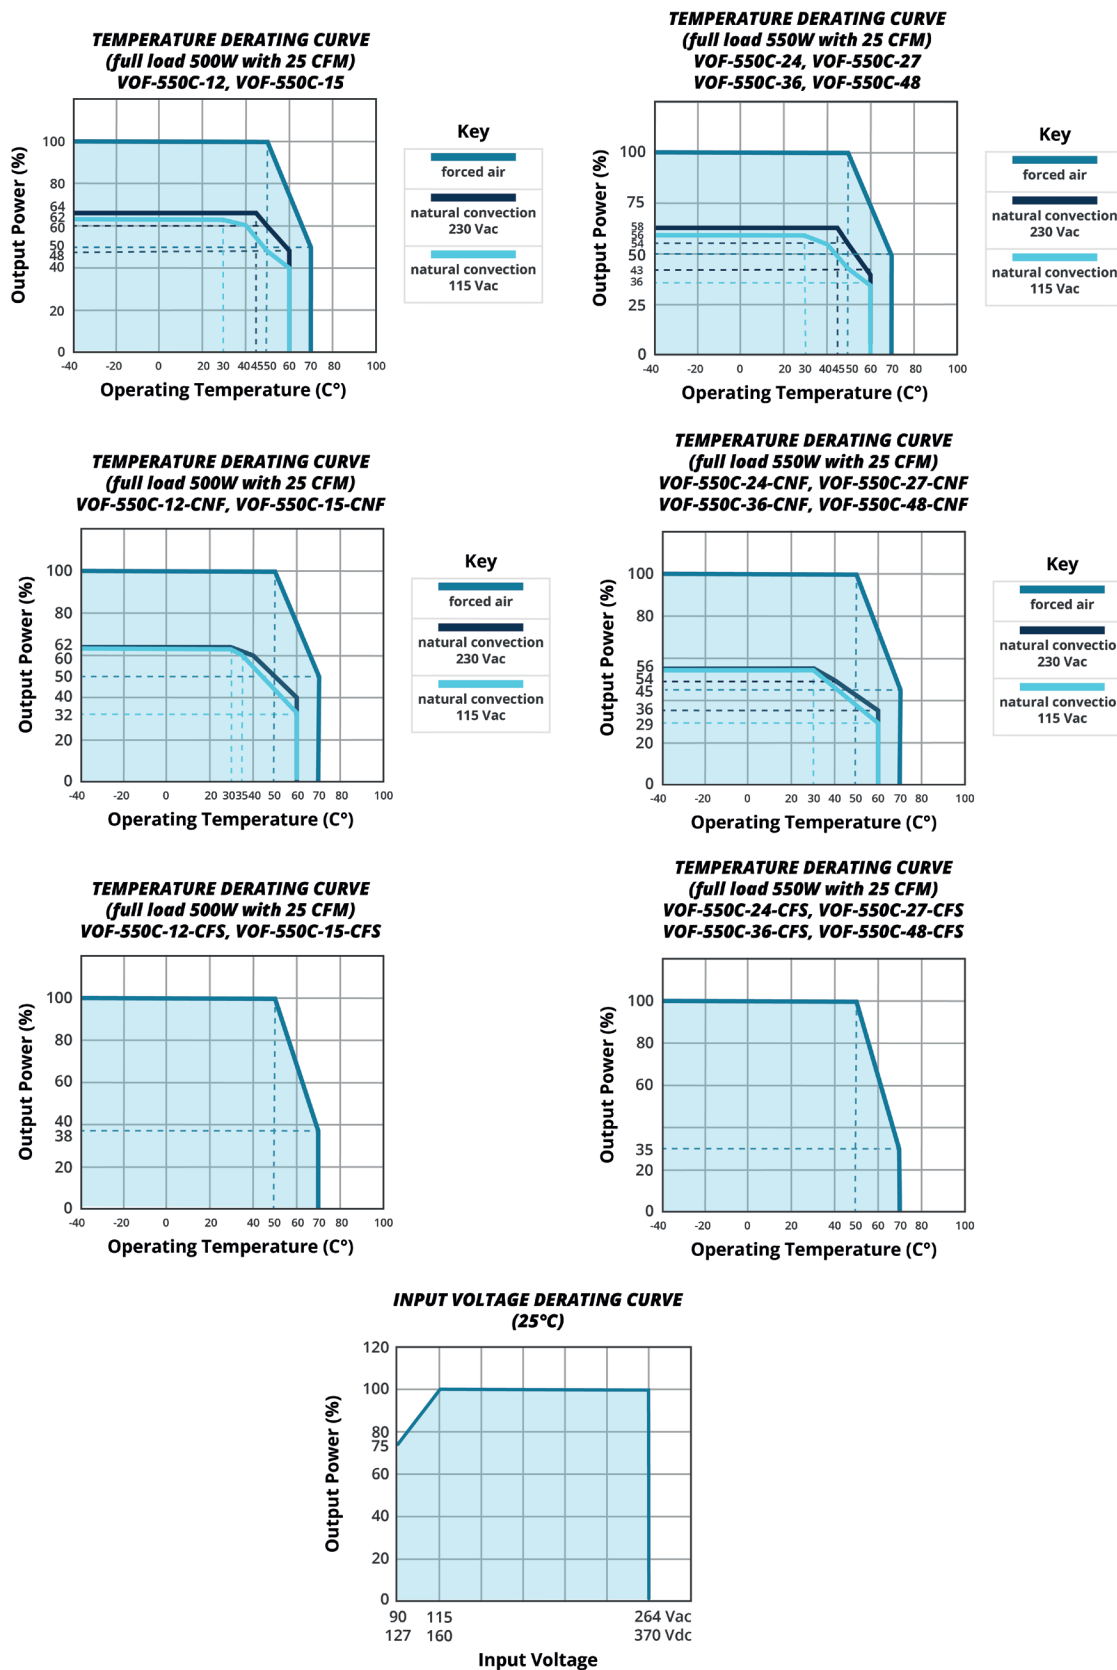 TEMPERATURE DERATING CURVE
(full load 500W with 25 CFM)
VOF-550C-12, VOF-550C-15
Output Power (%)
100
80
64
62
60
50
48
40
20
0
-40 -20 0 20 30 40 45 50 60 70 80 100
Operating Temperature (C°)
Key
forced air
natural convection
230 Vac
natural convection
115 Vac
TEMPERATURE DERATING CURVE
(full load 550W with 25 CFM)
VOF-550C-24, VOF-550C-27
VOF-550C-36, VOF-550C-48
Output Power (%)
100
75
58
56
54
50
43
36
25
0
-40 -20 0 20 30 40 45 50 60 70 80 100
Operating Temperature (C°)
Key
forced air
natural convection
230 Vac
natural convection
115 Vac
TEMPERATURE DERATING CURVE
(full load 500W with 25 CFM)
VOF-550C-12-CNF, VOF-550C-15-CNF
Output Power (%)
100
80
62
60
50
40
32
20
0
-40 -20 0 20 30 35 40 50 60 70 80 100
Operating Temperature (C°)
Key
forced air
natural convection
230 Vac
natural convection
115 Vac
TEMPERATURE DERATING CURVE
(full load 550W with 25 CFM)
VOF-550C-24-CNF, VOF-550C-27-CNF
VOF-550C-36-CNF, VOF-550C-48-CNF
Output Power (%)
100
80
56
54
45
36
29
20
0
-40 -20 0 20 30 40 50 60 70 80 100
Operating Temperature (C°)
Key
forced air
natural convectio
230 Vac
natural convectio
115 Vac
TEMPERATURE DERATING CURVE
(full load 500W with 25 CFM)
VOF-550C-12-CFS, VOF-550C-15-CFS
Output Power (%)
100
80
60
40
38
20
0
-40 -20 0 20 40 50 60 70 80 100
Operating Temperature (C°)
TEMPERATURE DERATING CURVE
(full load 550W with 25 CFM)
VOF-550C-24-CFS, VOF-550C-27-CFS
VOF-550C-36-CFS, VOF-550C-48-CFS
Output Power (%)
100
80
60
35
20
0
-40 -20 0 20 40 50 60 70 80 100
Operating Temperature (C°)
INPUT VOLTAGE DERATING CURVE
(25°C)
Output Power (%)
120
100
80
75
60
40
20
0
90 115 264 Vac
127 160 370 Vdc
Input Voltage